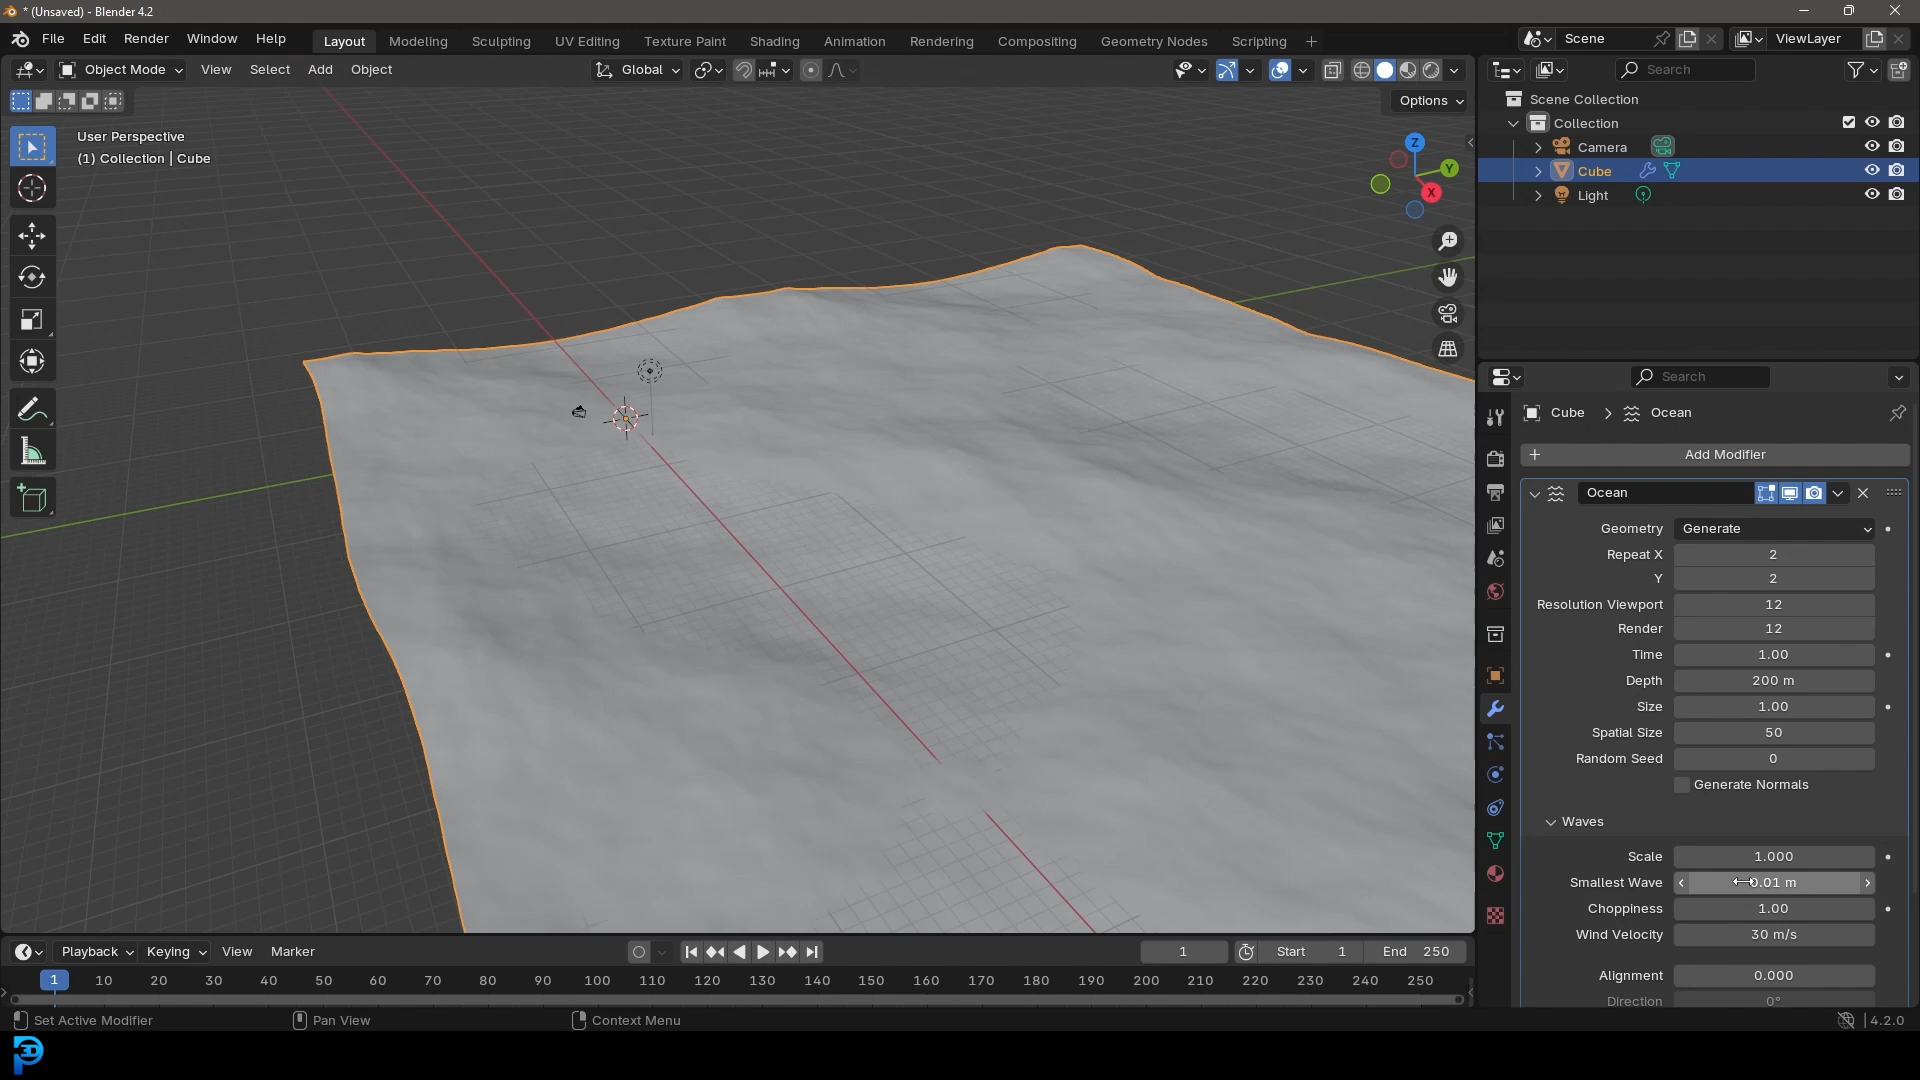 * (Unsaved) - Blender 4.2
File Edit Render Window Help
Layout Modeling Sculpting UV Editing Texture Paint Shading Animation Rendering Compositing Geometry Nodes Scripting +
Scene
ViewLayer
Object Mode View Select Add Object
Global
Search
Options
User Perspective
(1) Collection | Cube
Z
Y
X
Scene Collection
Collection
Camera
Cube
Light
Search
Cube > Ocean
+ Add Modifier
Ocean
Geometry Generate
Repeat X 2
Y 2
Resolution Viewport 12
Render 12
Time 1.00
Depth 200 m
Size 1.00
Spatial Size 50
Random Seed 0
Generate Normals
Waves
Scale 1.000
Smallest Wave 0.01 m
Choppiness 1.00
Wind Velocity 30 m/s
Alignment 0.000
Direction 0°
Playback Keying View Marker
1
Start 1 End 250
1 10 20 30 40 50 60 70 80 90 100 110 120 130 140 150 160 170 180 190 200 210 220 230 240 250
Set Active Modifier Pan View Context Menu
4.2.0
3D